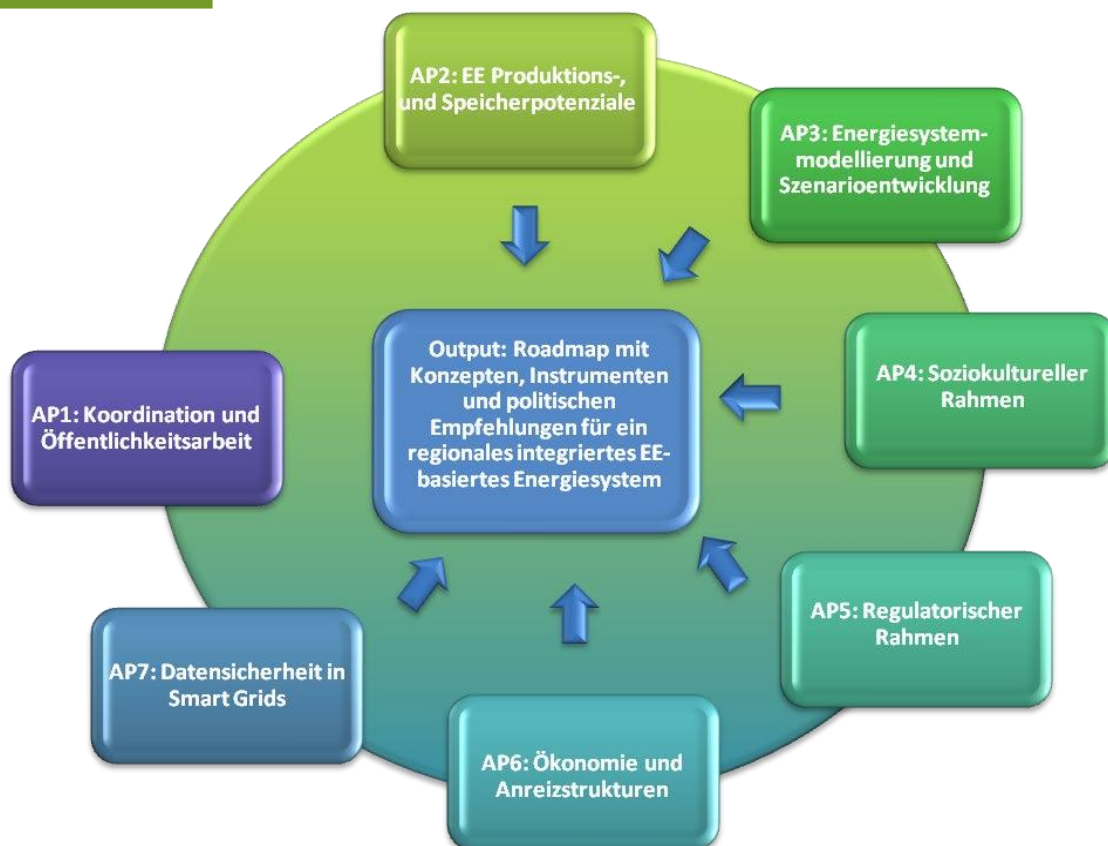 AP2: EE Produktions-,
und Speicherpotenziale
AP3: Energiesystem-
modellierung und
Szenarioentwicklung
AP4: Soziokultureller
Rahmen
AP5: Regulatorischer
Rahmen
AP6: Ökonomie und
Anreizstrukturen
AP7: Datensicherheit in
Smart Grids
AP1: Koordination und
Öffentlichkeitsarbeit
Output: Roadmap mit
Konzepten, Instrumenten
und politischen
Empfehlungen für ein
regionales integriertes EE-
basiertes Energiesystem